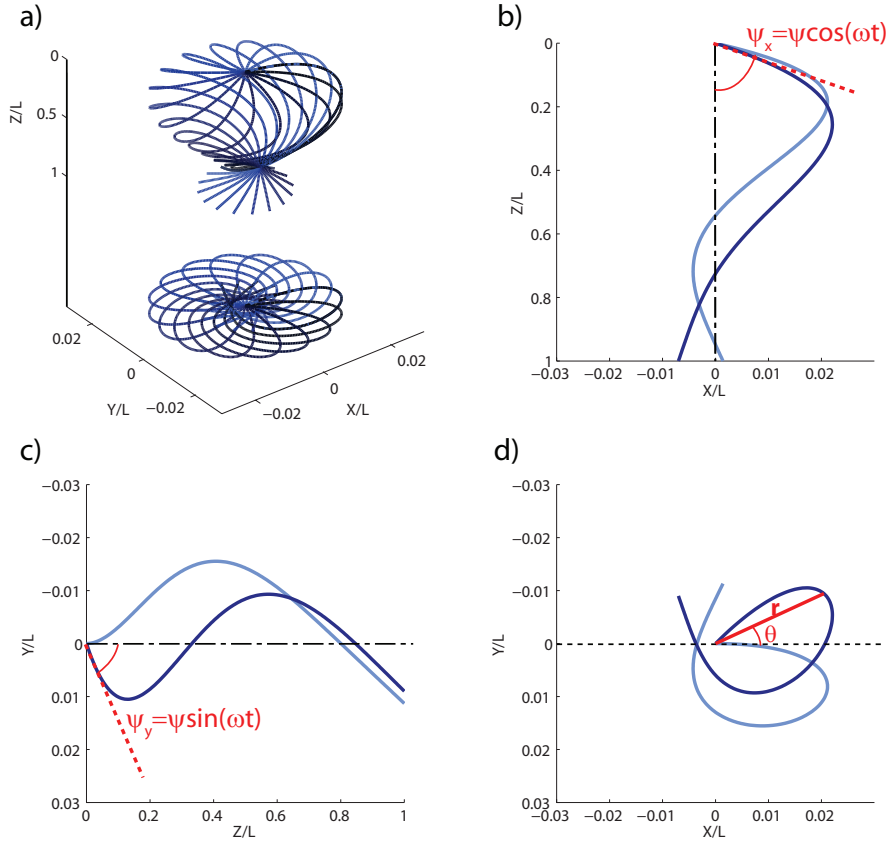 a)
0
0.5
1
Z/L
0.02
0
−0.02
Y/L
−0.02
0
0.02
X/L
b)
ψx=ψcos(ωt)
0
0.2
0.4
0.6
0.8
1
Z/L
−0.03 −0.02 −0.01 0 0.01 0.02
X/L
c)
−0.03
−0.02
−0.01
0
0.01
0.02
0.03
Y/L
ψy=ψsin(ωt)
0 0.2 0.4 0.6 0.8 1
Z/L
d)
−0.03
−0.02
−0.01
0
0.01
0.02
0.03
Y/L
r
θ
−0.03 −0.02 −0.01 0 0.01 0.02
X/L